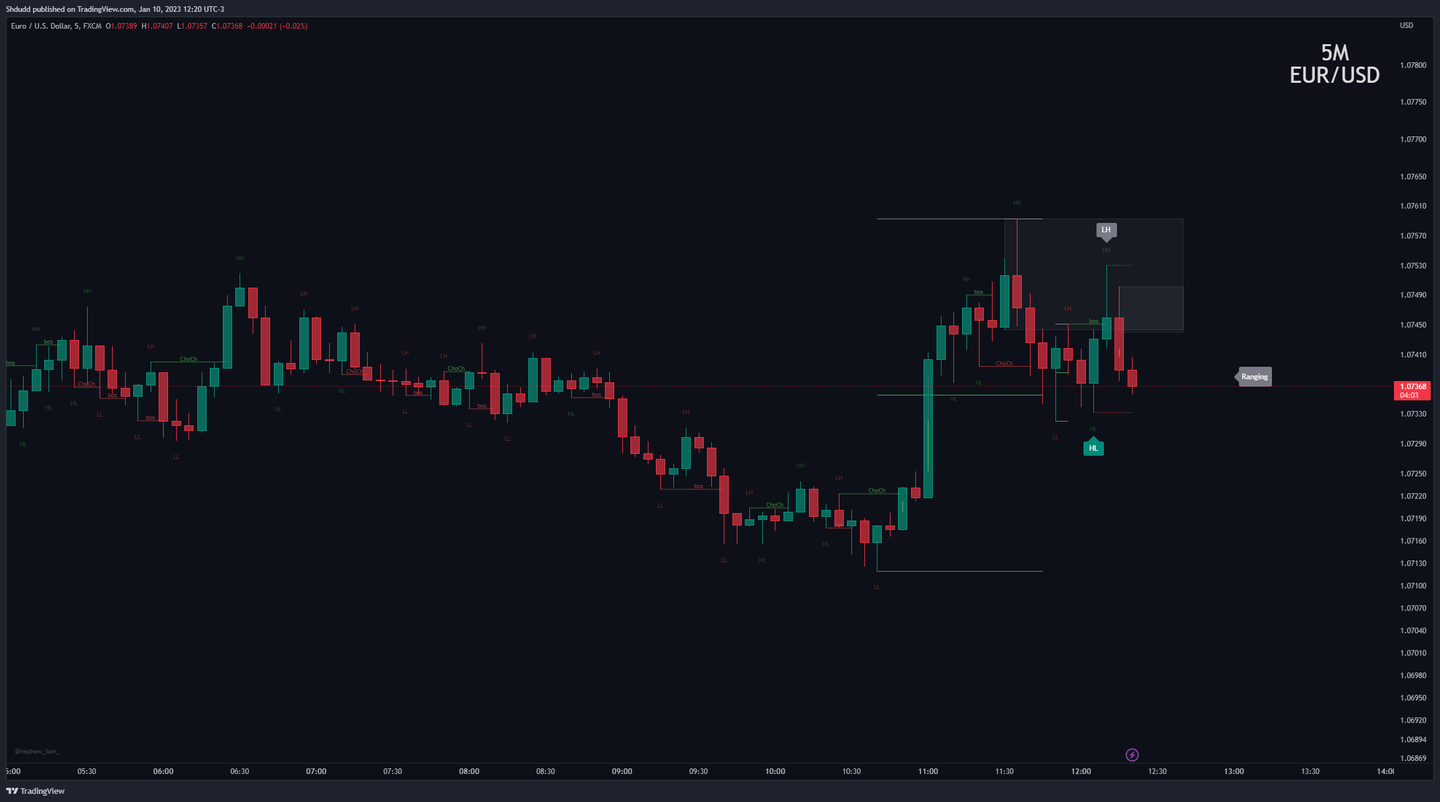 Shdudd published on TradingView.com, Jan 10, 2023 12:20 UTC-3
Euro / U.S. Dollar, 5, FXCM O1.07389 H1.07407 L1.07357 C1.07368 −0.00021 (−0.02%)
USD
5M
EUR/USD
1.07800
1.07750
1.07700
1.07650
1.07610
1.07570
1.07530
1.07490
1.07450
1.07410
1.07368
04:03
1.07330
1.07290
1.07250
1.07220
1.07190
1.07160
1.07130
1.07100
1.07070
1.07040
1.07010
1.06980
1.06950
1.06920
1.06894
1.06869
HH
LH
HH
HH
HH
bos
LH
bos
Ranging
HL
HL
LL
ChoCh
HL
HL
HH
HH
LH
LH
HH
bos
bos
LH
ChoCh
ChoCh
bos
bos
HL
HL
HL
LL
LL
LL
HL
ChoCh
HL
LH
bos
LL
LH
ChoCh
HH
bos
LL
LH
LL
LH
bos
HL
LH
bos
LL
LH
LL
ChoCh
HL
HH
LH
HL
ChoCh
LL
@Nephew_Sam_
05:30
06:00
06:30
07:00
07:30
08:00
08:30
09:00
09:30
10:00
10:30
11:00
11:30
12:00
12:30
13:00
13:30
TradingView